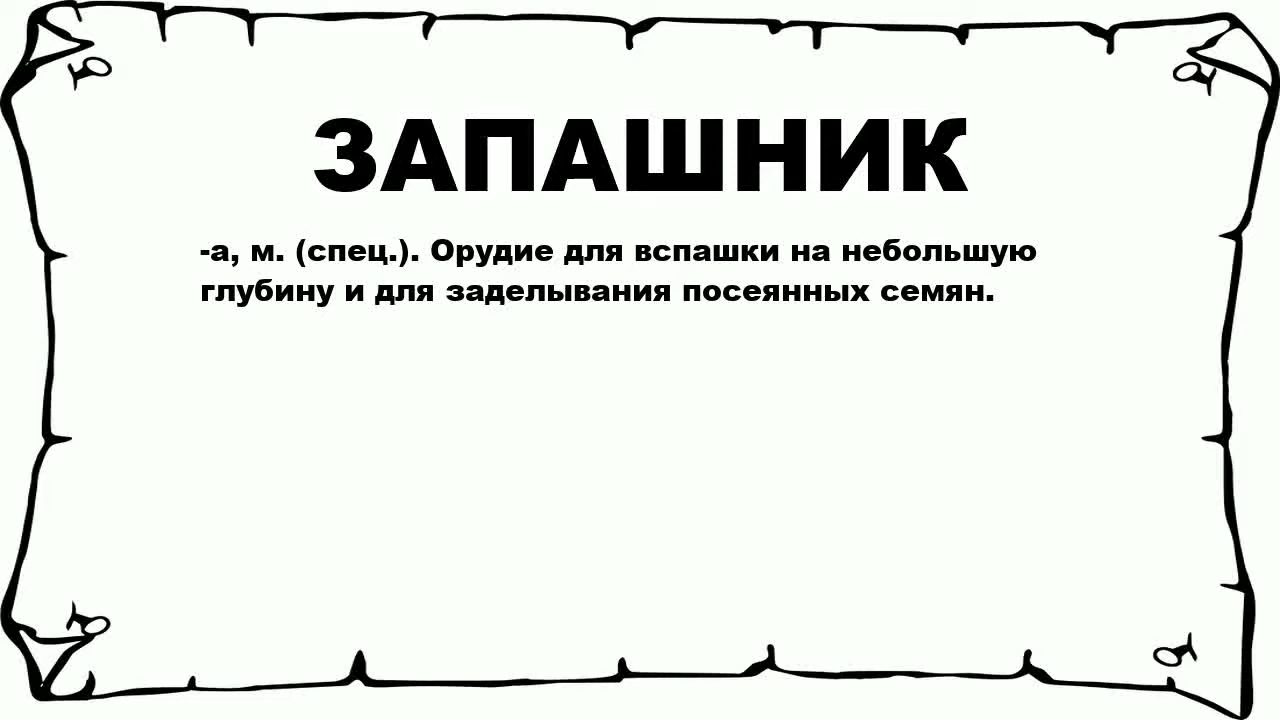 ЗАПАШНИК
-а, м. (спец.). Орудие для вспашки на небольшую
глубину и для заделывания посеянных семян.